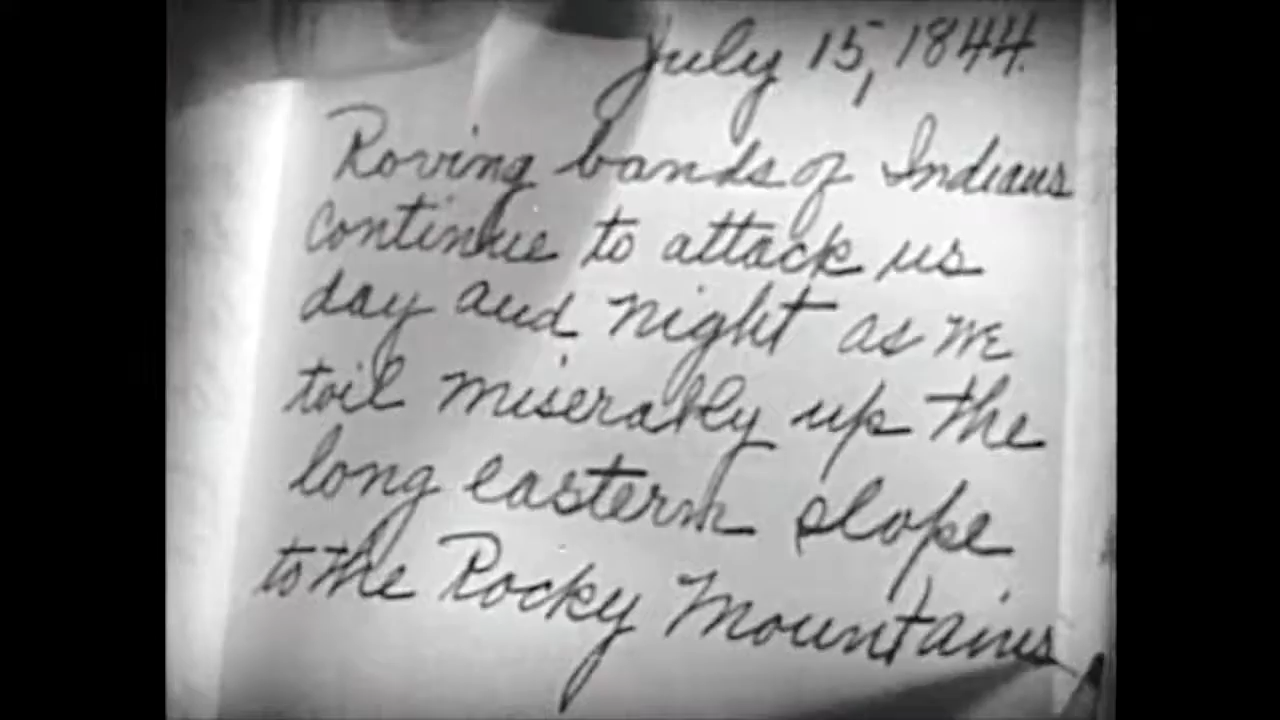 July 15, 1844.
Roving bands of Indians
continue to attack us
day and night as we
toil miserably up the
long eastern slope
to the Rocky Mountains